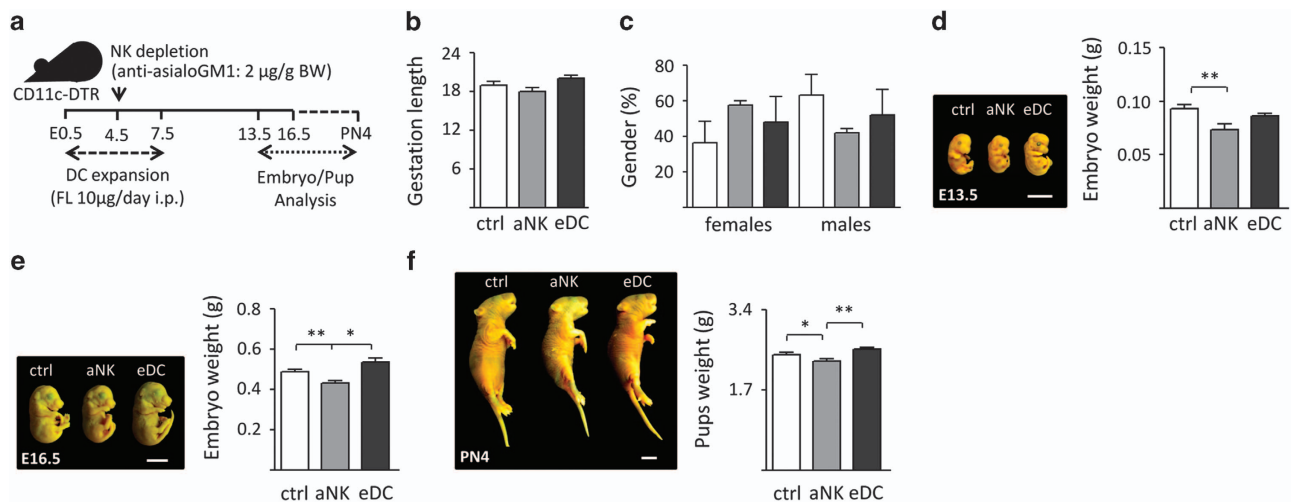 a
NK depletion
(anti-asialoGM1: 2 µg/g BW)
CD11c-DTR
E0.5 4.5 7.5 13.5 16.5 PN4
DC expansion
(FL 10µg/day i.p.)
Embryo/Pup
Analysis
b
Gestation length
24
18
12
6
ctrl aNK eDC
c
Gender (%)
80
60
40
20
females males
d
ctrl aNK eDC
E13.5
Embryo weight (g)
0.15
0.10
0.05
**
ctrl aNK eDC
e
ctrl aNK eDC
E16.5
Embryo weight (g)
0.8
0.6
0.4
0.2
** *
ctrl aNK eDC
f
ctrl aNK eDC
PN4
Pups weight (g)
3.4
1.7
* **
ctrl aNK eDC